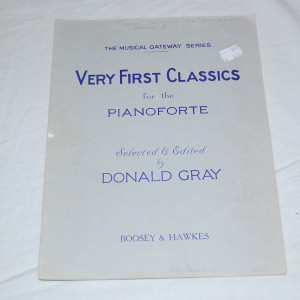 THE MUSICAL GATEWAY SERIES
VERY FIRST CLASSICS
for the
PIANOFORTE
Selected & Edited
by
DONALD GRAY
BOOSEY & HAWKES